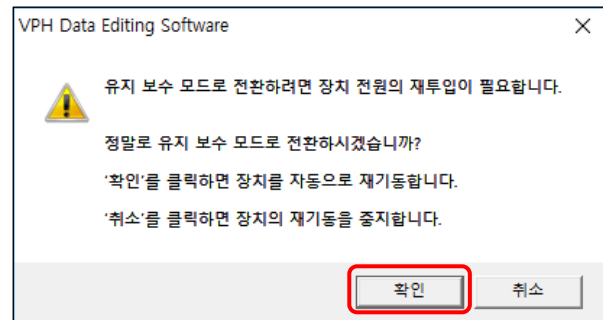 VPH Data Editing Software
유지 보수 모드로 전환하려면 장치 전원의 재투입이 필요합니다.
정말로 유지 보수 모드로 전환하시겠습니까?
'확인'를 클릭하면 장치를 자동으로 재기동합니다.
'취소'를 클릭하면 장치의 재기동을 중지합니다.
확인
취소